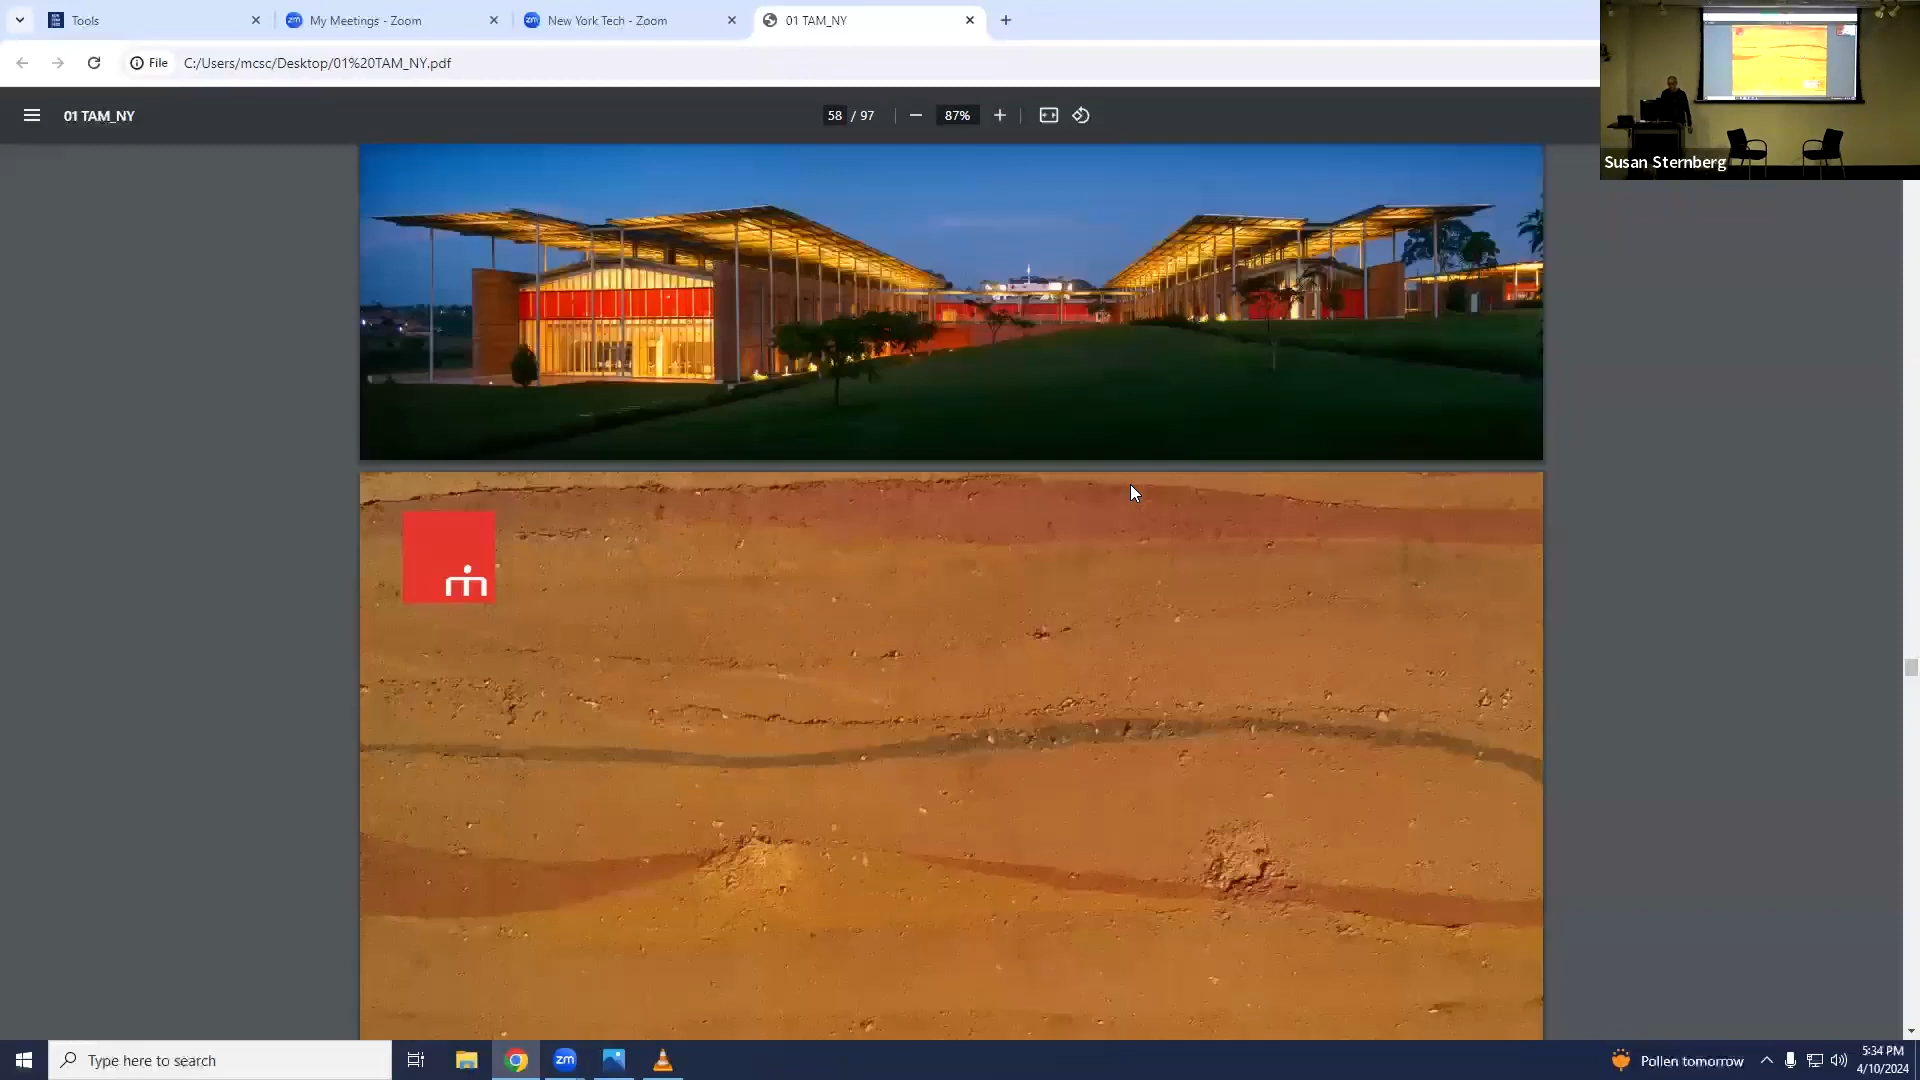 Tools
My Meetings - Zoom
New York Tech - Zoom
01 TAM_NY
File
C:/Users/mcsc/Desktop/01%20TAM_NY.pdf
01 TAM_NY
58 / 97
87%
Susan Sternberg
Type here to search
zm
Pollen tomorrow
5:34 PM
4/10/2024